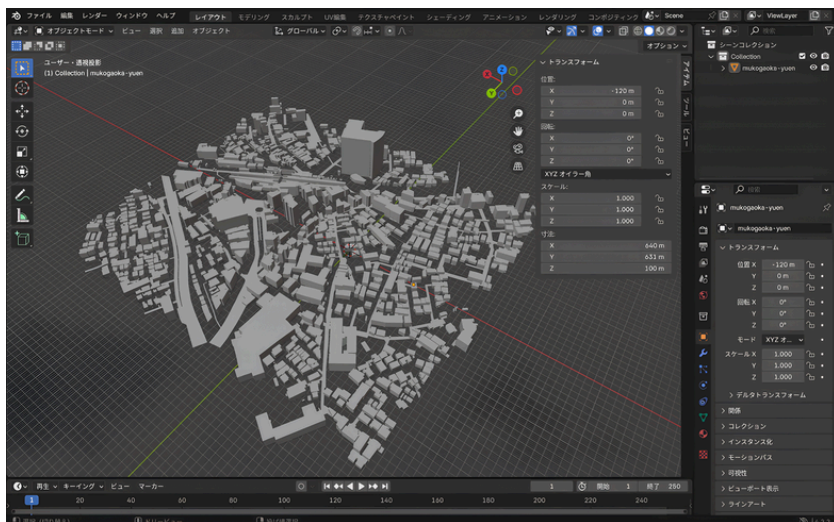 ファイル 編集 レンダー ウィンドウ ヘルプ レイアウト モデリング スカルプト UV編集 テクスチャペイント シェーディング アニメーション レンダリング コンポジティング Scene ViewLayer
オブジェクトモード ビュー 選択 追加 オブジェクト グローバル
オプション
ユーザー・透視投影
(1) Collection | mukogaoka-yuen
X
Y
Z
トランスフォーム
位置:
X -120 m
Y 0 m
Z 0 m
回転:
X 0°
Y 0°
Z 0°
XYZ オイラー角
スケール:
X 1.000
Y 1.000
Z 1.000
寸法:
X 640 m
Y 631 m
Z 100 m
アイテム
ツール
ビュー
シーンコレクション
Collection
mukogaoka-yuen
検索
mukogaoka-yuen
mukogaoka-yuen
トランスフォーム
位置 X -120 m
Y 0 m
Z 0 m
回転 X 0°
Y 0°
Z 0°
モード XYZ オ...
スケール X 1.000
Y 1.000
Z 1.000
デルタトランスフォーム
関係
コレクション
インスタンス化
モーションパス
可視性
ビューポート表示
ラインアート
再生 キーイング ビュー マーカー 1 開始 1 終了 250
1 20 40 60 80 100 120 140 160 180 200 220 240